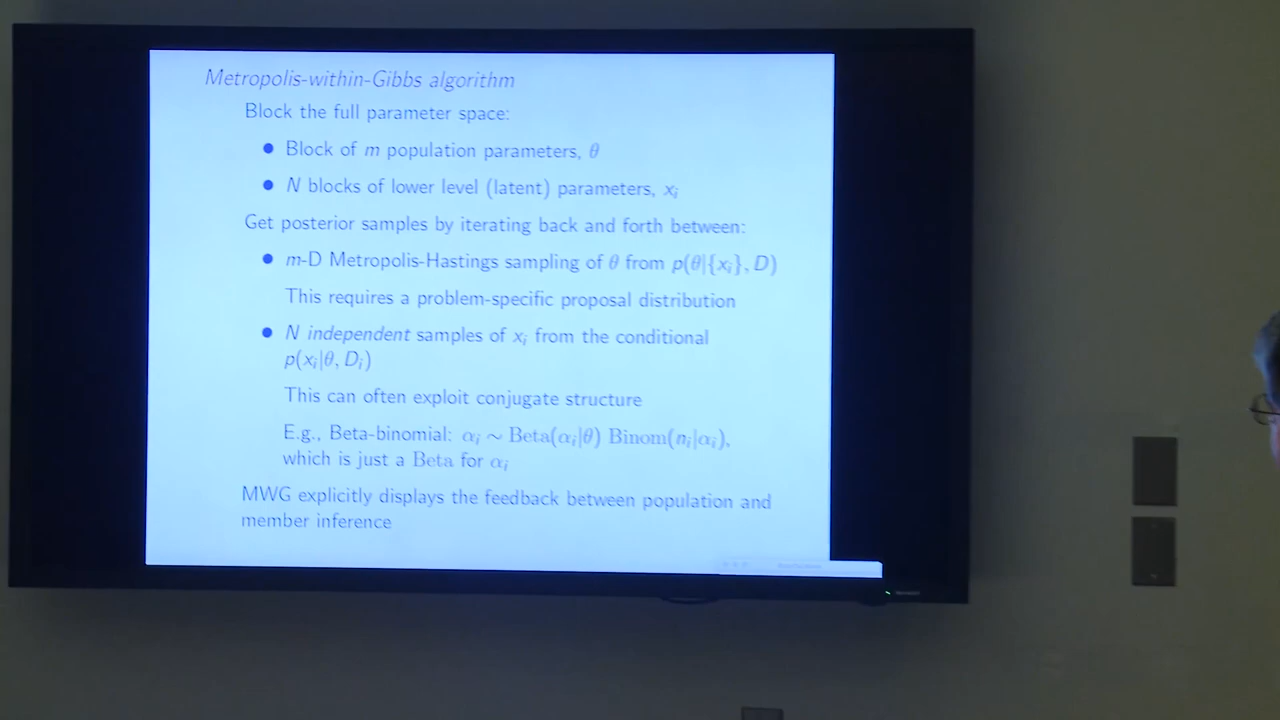 Metropolis-within-Gibbs algorithm
Block the full parameter space:
• Block of m population parameters, θ
• N blocks of lower level (latent) parameters, xᵢ
Get posterior samples by iterating back and forth between:
• m-D Metropolis-Hastings sampling of θ from p(θ|{xᵢ}, D)
This requires a problem-specific proposal distribution
• N independent samples of xᵢ from the conditional
p(xᵢ|θ, Dᵢ)
This can often exploit conjugate structure
E.g., Beta-binomial: αᵢ ∼ Beta(αᵢ|θ) Binom(nᵢ|αᵢ),
which is just a Beta for αᵢ
MWG explicitly displays the feedback between population and
member inference